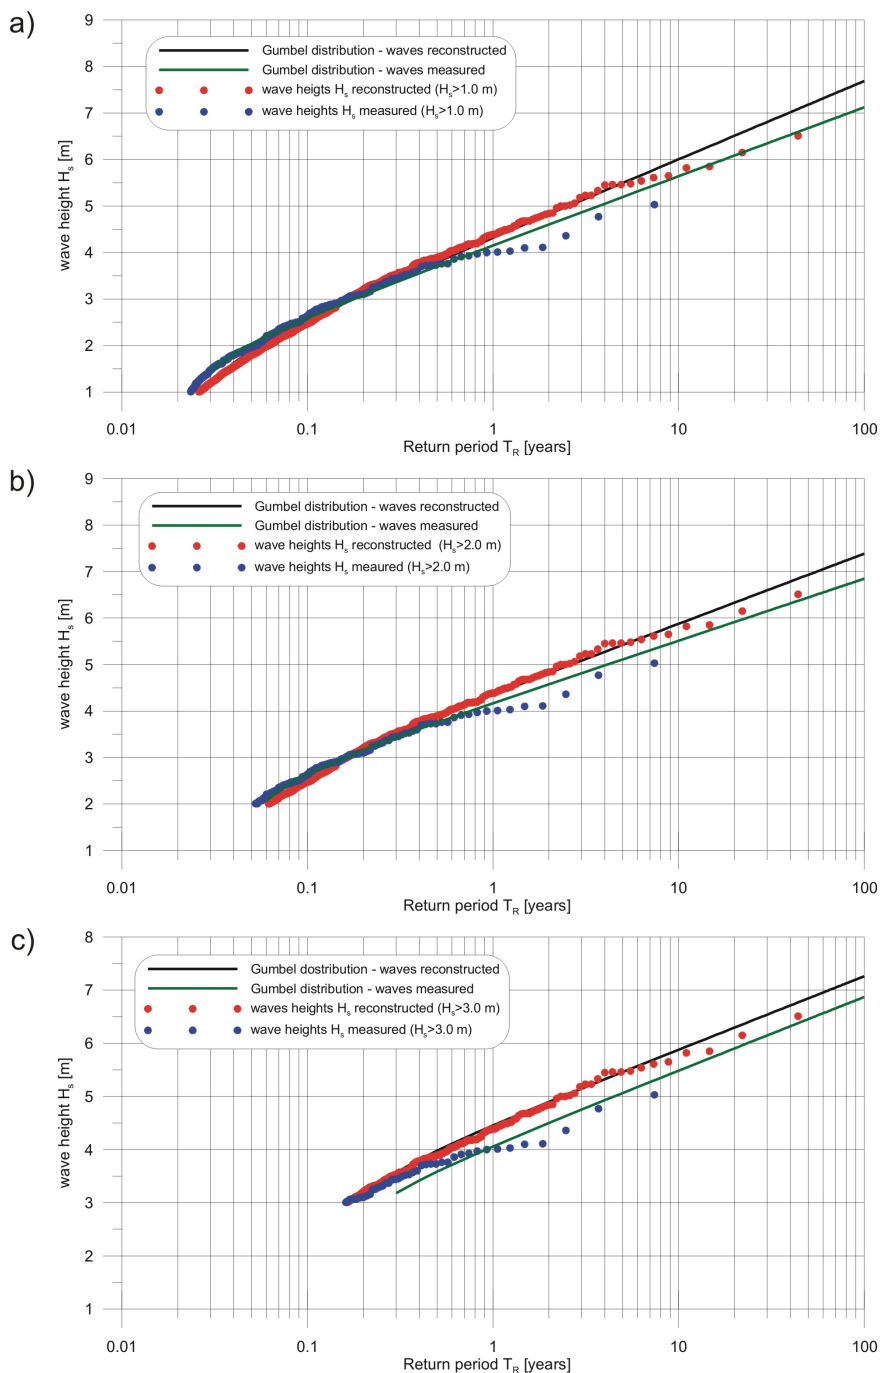 a)
9
8
7
6
5
4
3
2
1
wave height Hs [m]
Gumbel distribution - waves reconstructed
Gumbel distribution - waves measured
wave heigts Hs reconstructed (Hs>1.0 m)
wave heights Hs measured (Hs>1.0 m)
0.01 0.1 1 10 100
Return period TR [years]
b)
9
8
7
6
5
4
3
2
1
wave height Hs [m]
Gumbel distribution - waves reconstructed
Gumbel distribution - waves measured
wave heights Hs reconstructed (Hs>2.0 m)
wave heights Hs meaured (Hs>2.0 m)
0.01 0.1 1 10 100
Return period TR [years]
c)
8
7
6
5
4
3
2
1
wave height Hs [m]
Gumbel dostribution - waves reconstructed
Gumbel distribution - waves measured
waves heights Hs reconstructed (Hs>3.0 m)
wave heights Hs measured (Hs>3.0 m)
0.01 0.1 1 10 100
Return period TR [years]